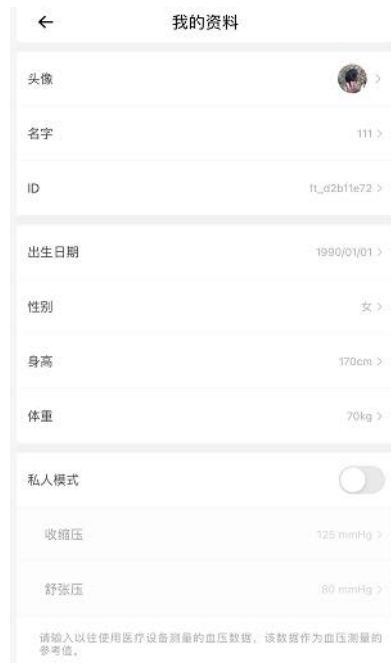 我的资料
头像
名字 111
ID ft_d2b11e72
出生日期 1990/01/01
性别 女
身高 170cm
体重 70kg
私人模式
收缩压 125 mmHg
舒张压 80 mmHg
请输入以往使用医疗设备测量的血压数据，该数据作为血压测量的
参考值。